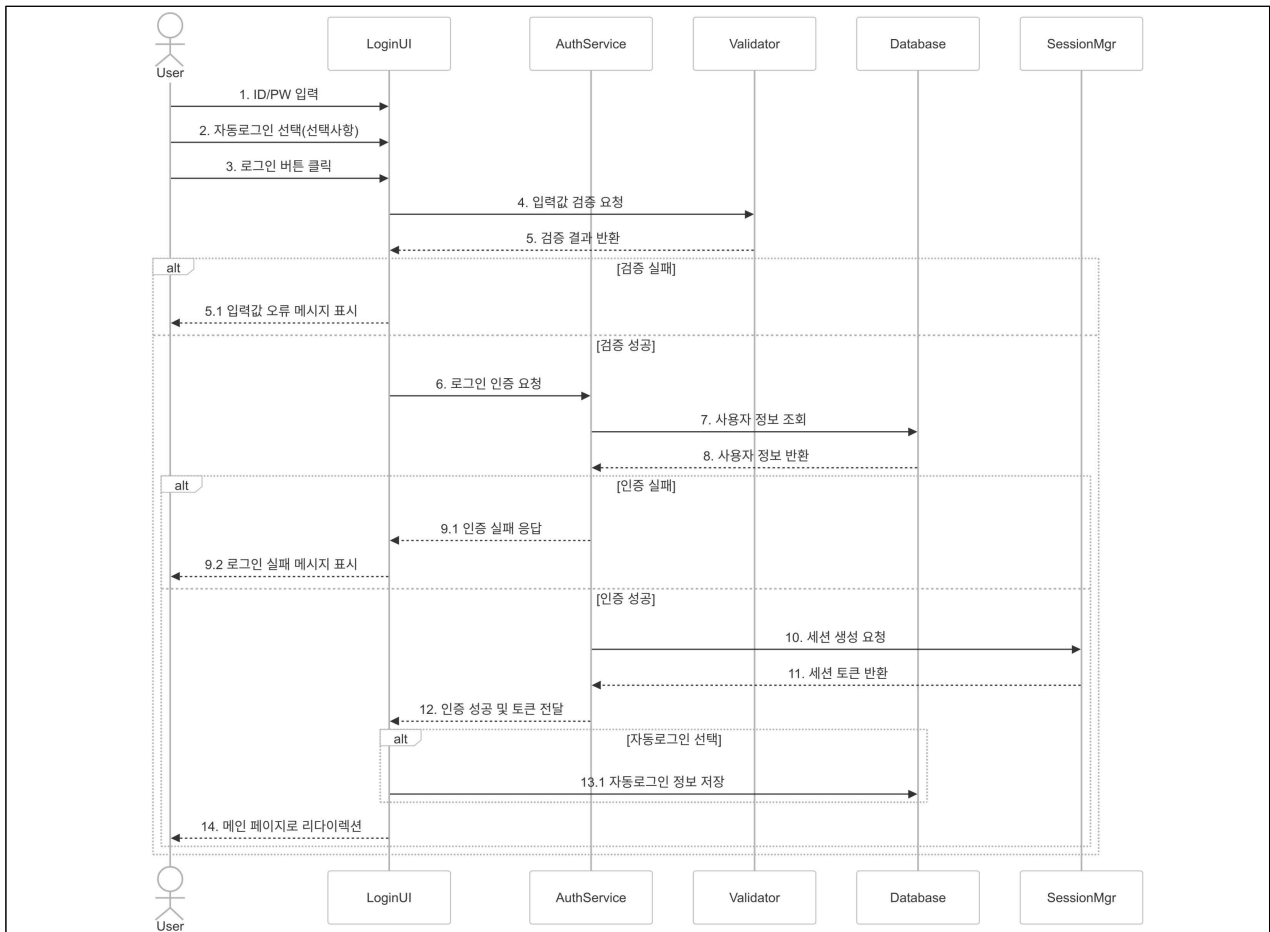 User
LoginUI
AuthService
Validator
Database
SessionMgr
1. ID/PW 입력
2. 자동로그인 선택(선택사항)
3. 로그인 버튼 클릭
4. 입력값 검증 요청
5. 검증 결과 반환
alt
[검증 실패]
5.1 입력값 오류 메시지 표시
[검증 성공]
6. 로그인 인증 요청
7. 사용자 정보 조회
8. 사용자 정보 반환
alt
[인증 실패]
9.1 인증 실패 응답
9.2 로그인 실패 메시지 표시
[인증 성공]
10. 세션 생성 요청
11. 세션 토큰 반환
12. 인증 성공 및 토큰 전달
alt
[자동로그인 선택]
13.1 자동로그인 정보 저장
14. 메인 페이지로 리다이렉션
User
LoginUI
AuthService
Validator
Database
SessionMgr